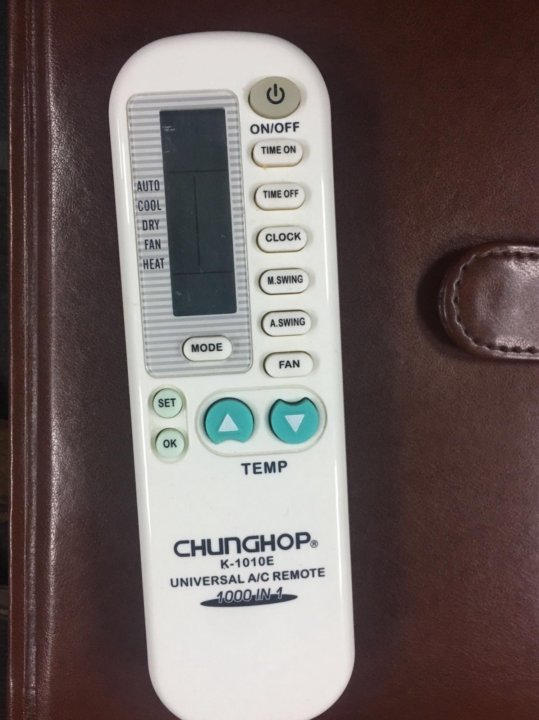 ON/OFF
TIME ON
TIME OFF
CLOCK
M.SWING
A.SWING
FAN
AUTO
COOL
DRY
FAN
HEAT
MODE
SET
OK
TEMP
CHUNGHOP®
K-1010E
UNIVERSAL A/C REMOTE
1000 IN 1